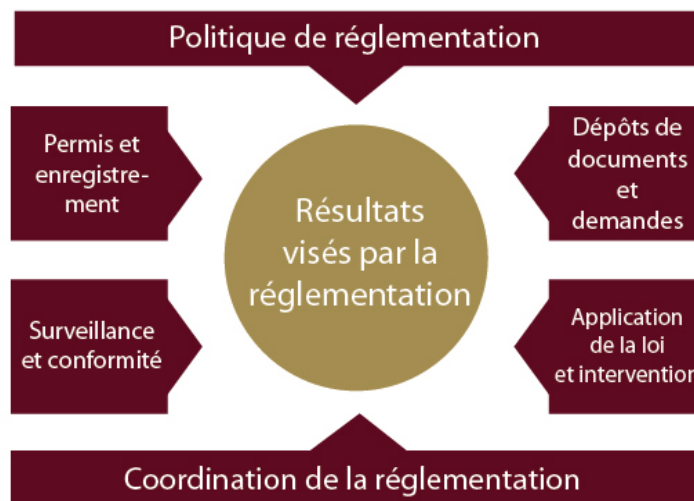 Politique de réglementation
Permis et
enregistre-
ment
Dépôts de
documents
et
demandes
Résultats
visés par la
réglementation
Surveillance
et conformité
Application
de la loi
et intervention
Coordination de la réglementation